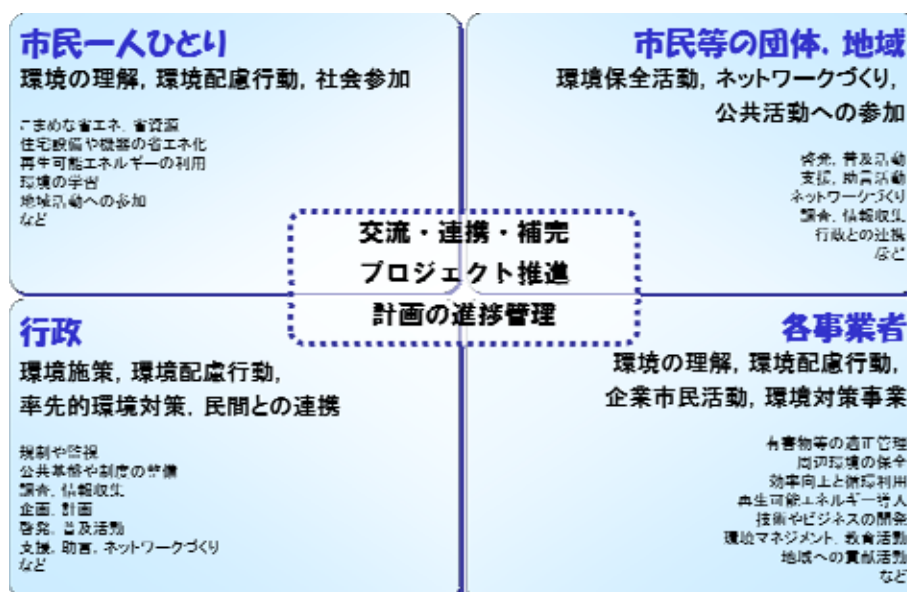 市民一人ひとり
環境の理解, 環境配慮行動, 社会参加
こまめな省エネ, 省資源
住宅設備や機器の省エネ化
再生可能エネルギーの利用
環境の学習
地域活動への参加
など
市民等の団体, 地域
環境保全活動, ネットワークづくり,
公共活動への参加
啓発, 普及活動
支援, 助言活動
ネットワークづくり
調査, 情報収集
行政との連携
など
交流・連携・補完
プロジェクト推進
計画の進捗管理
行政
環境施策, 環境配慮行動,
率先的環境対策, 民間との連携
規制や監視
公共基盤や制度の整備
調査, 情報収集
企画, 計画
啓発, 普及活動
支援, 助言, ネットワークづくり
など
各事業者
環境の理解, 環境配慮行動,
企業市民活動, 環境対策事業
有害物等の適正管理
周辺環境の保全
効率向上と循環利用
再生可能エネルギー導入
技術やビジネスの開発
環境マネジメント, 教育活動
地域への貢献活動
など